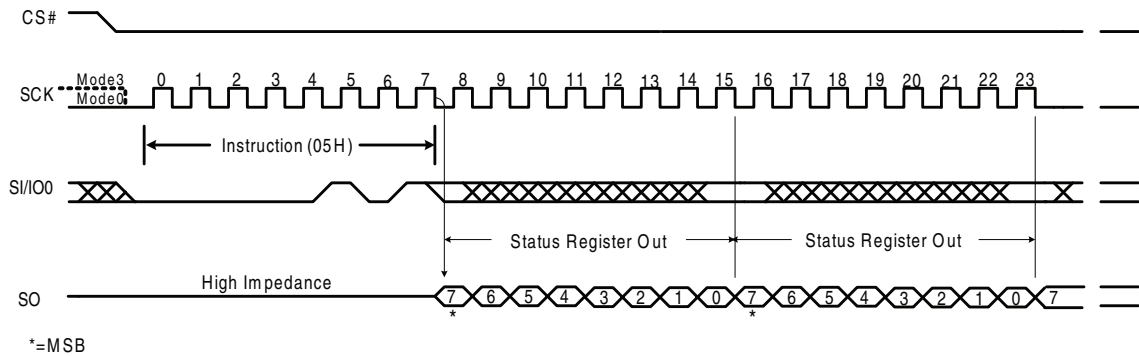 CS#
Mode3
SCK
Mode0
0 1 2 3 4 5 6 7 8 9 10 11 12 13 14 15 16 17 18 19 20 21 22 23
Instruction (05H)
SI/IO0
Status Register Out
Status Register Out
High Impedance
SO
7 6 5 4 3 2 1 0 7 6 5 4 3 2 1 0 7
* *
*=MSB